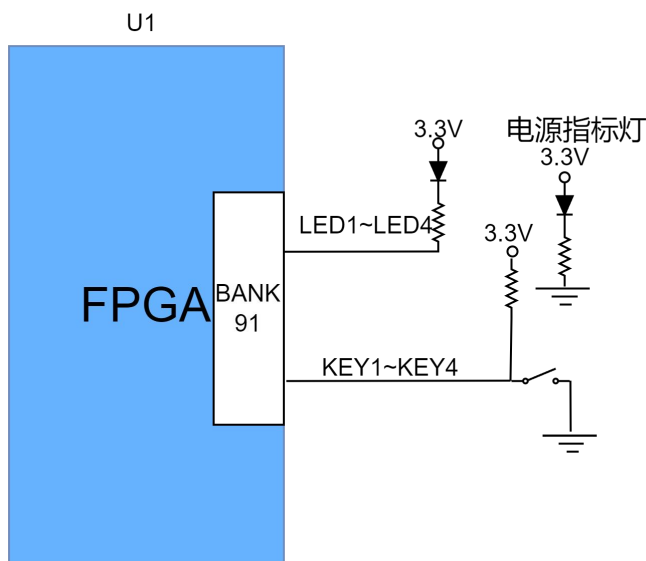 U1
3.3V
电源指标灯
3.3V
LED1~LED4
3.3V
FPGA
BANK
91
KEY1~KEY4